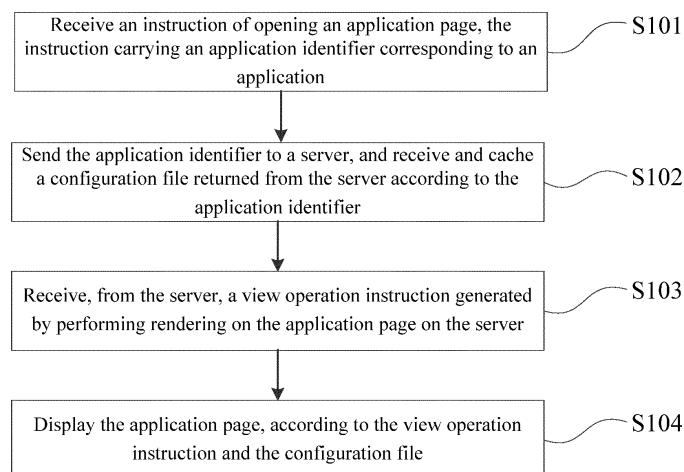 Receive an instruction of opening an application page, the
instruction carrying an application identifier corresponding to an
application
S101
Send the application identifier to a server, and receive and cache
a configuration file returned from the server according to the
application identifier
S102
Receive, from the server, a view operation instruction generated
by performing rendering on the application page on the server
S103
Display the application page, according to the view operation
instruction and the configuration file
S104